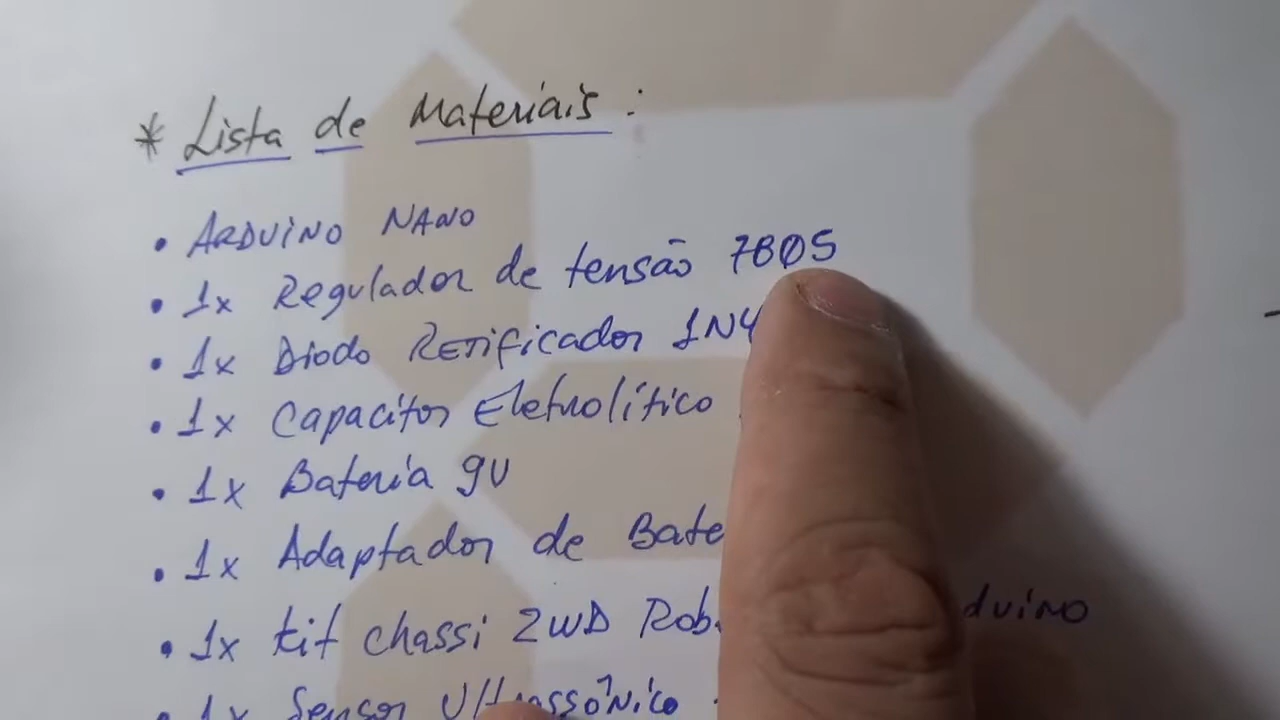 * Lista de Materiais:
• ARDUINO NANO
• 1x Regulador de tensão 7805
• 1x Diodo Retificador 1N4
• 1x Capacitor Eletrolítico
• 1x Bateria 9V
• 1x Adaptador de Bate
• 1x kit chassi 2WD Rob duino
• 1x Sensor Ultrassônico